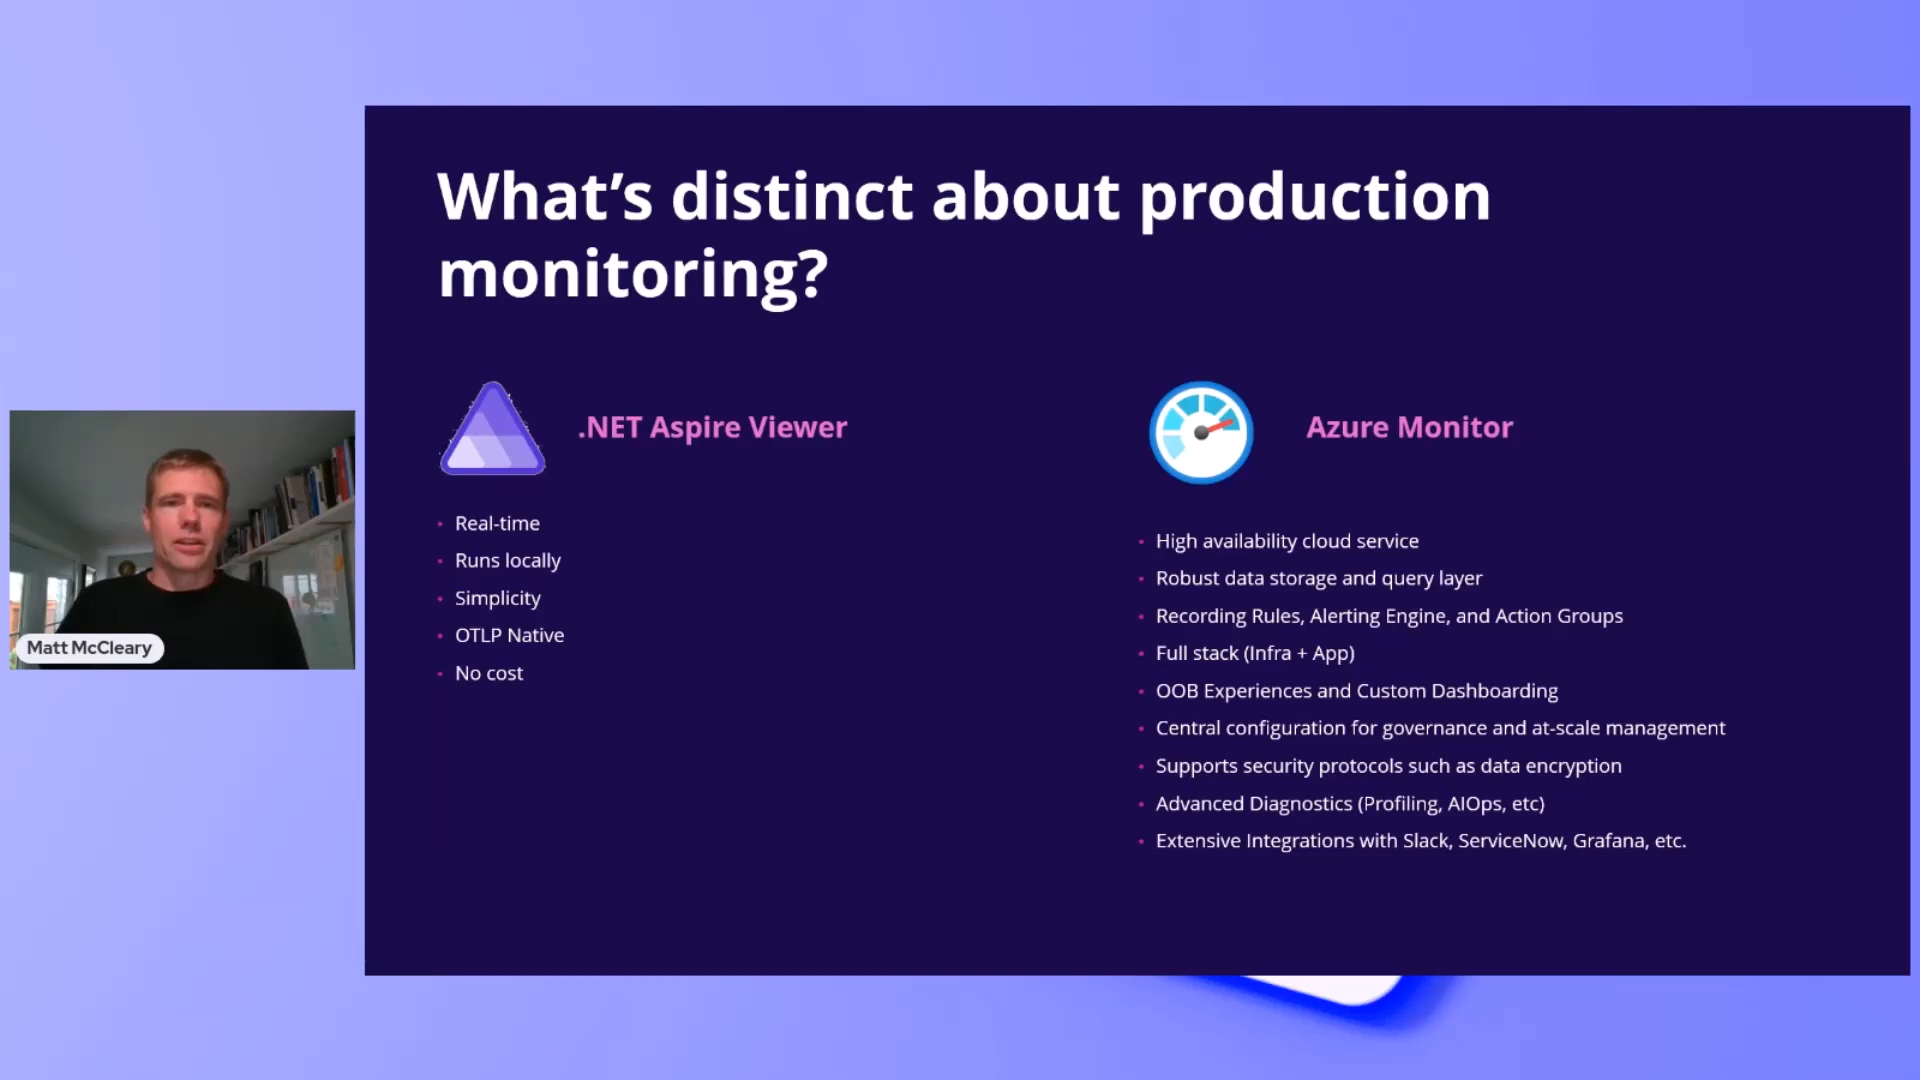 What's distinct about production
monitoring?
.NET Aspire Viewer
• Real-time
• Runs locally
• Simplicity
• OTLP Native
• No cost
Azure Monitor
• High availability cloud service
• Robust data storage and query layer
• Recording Rules, Alerting Engine, and Action Groups
• Full stack (Infra + App)
• OOB Experiences and Custom Dashboarding
• Central configuration for governance and at-scale management
• Supports security protocols such as data encryption
• Advanced Diagnostics (Profiling, AIOps, etc)
• Extensive Integrations with Slack, ServiceNow, Grafana, etc.
Matt McCleary